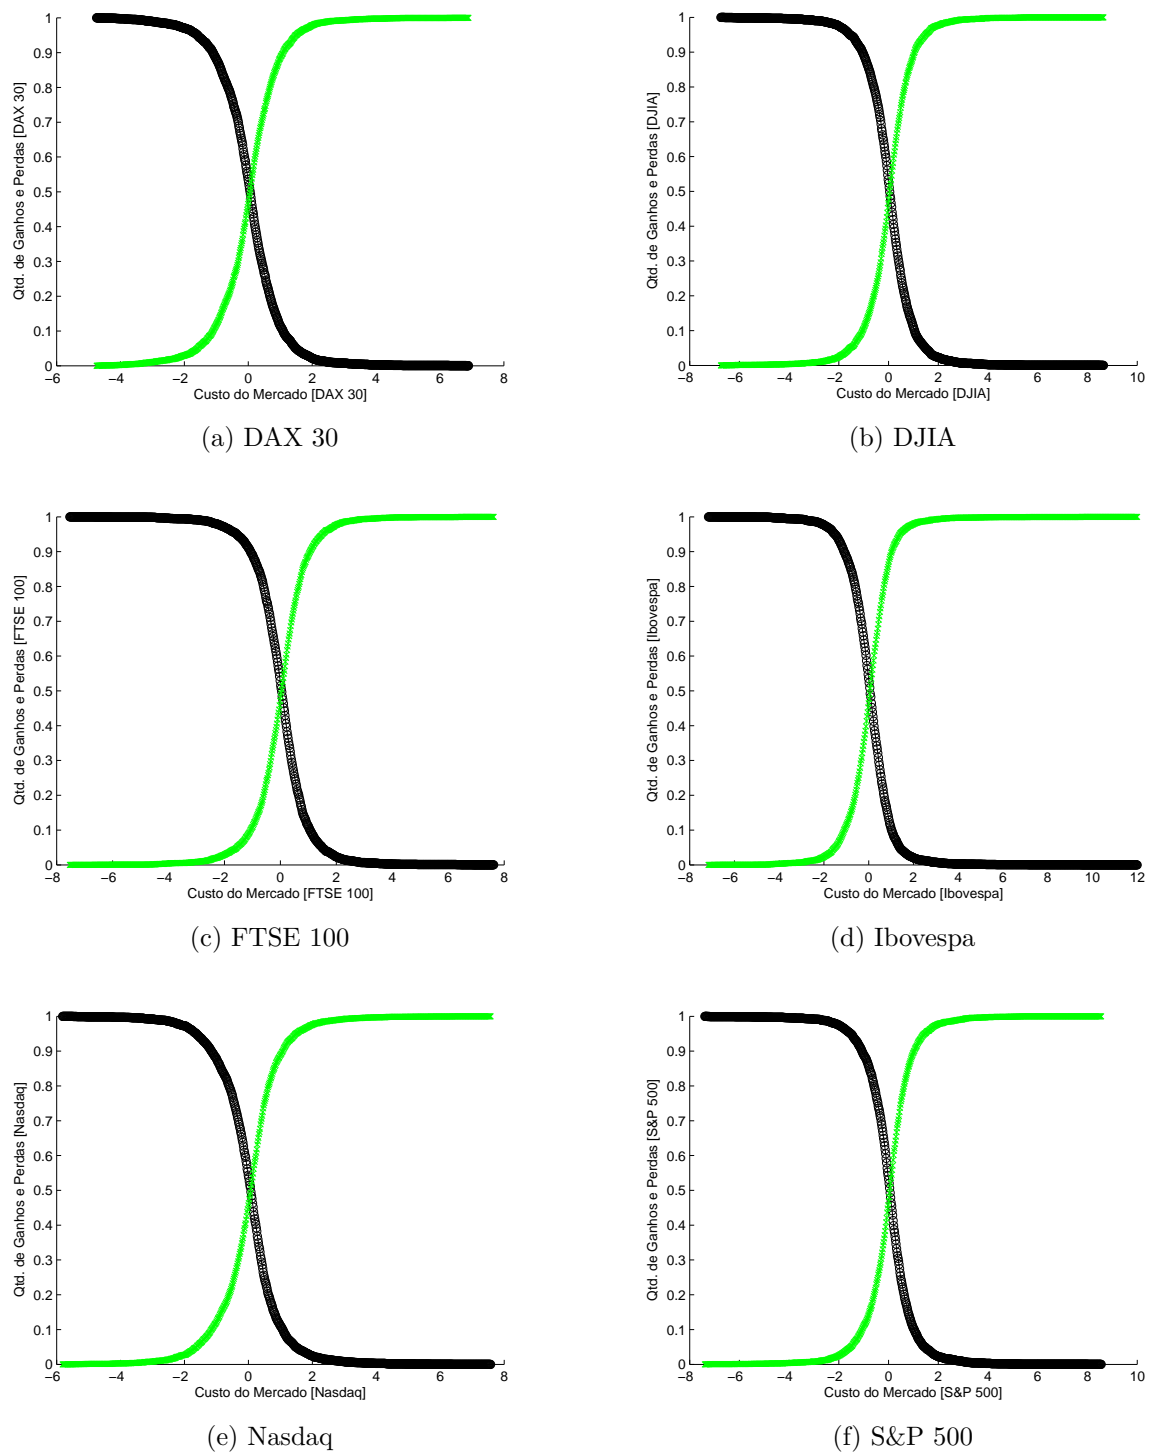 1
0.9
0.8
0.7
0.6
0.5
0.4
0.3
0.2
0.1
0
Qtd. de Ganhos e Perdas [DAX 30]
−6 −4 −2 0 2 4 6 8
Custo do Mercado [DAX 30]
(a) DAX 30
1
0.9
0.8
0.7
0.6
0.5
0.4
0.3
0.2
0.1
0
Qtd. de Ganhos e Perdas [DJIA]
−8 −6 −4 −2 0 2 4 6 8 10
Custo do Mercado [DJIA]
(b) DJIA
1
0.9
0.8
0.7
0.6
0.5
0.4
0.3
0.2
0.1
0
Qtd. de Ganhos e Perdas [FTSE 100]
−8 −6 −4 −2 0 2 4 6 8
Custo do Mercado [FTSE 100]
(c) FTSE 100
1
0.9
0.8
0.7
0.6
0.5
0.4
0.3
0.2
0.1
0
Qtd. de Ganhos e Perdas [Ibovespa]
−8 −6 −4 −2 0 2 4 6 8 10 12
Custo do Mercado [Ibovespa]
(d) Ibovespa
1
0.9
0.8
0.7
0.6
0.5
0.4
0.3
0.2
0.1
0
Qtd. de Ganhos e Perdas [Nasdaq]
−6 −4 −2 0 2 4 6 8
Custo do Mercado [Nasdaq]
(e) Nasdaq
1
0.9
0.8
0.7
0.6
0.5
0.4
0.3
0.2
0.1
0
Qtd. de Ganhos e Perdas [S&P 500]
−8 −6 −4 −2 0 2 4 6 8 10
Custo do Mercado [S&P 500]
(f) S&P 500